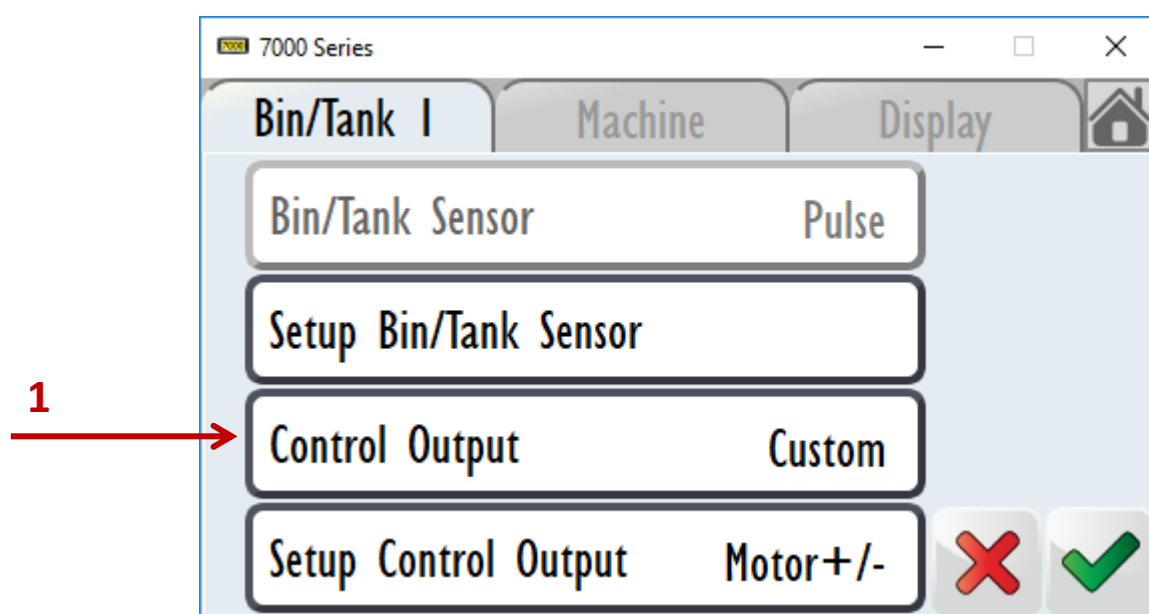 7000 7000 Series
Bin/Tank 1 Machine Display
Bin/Tank Sensor Pulse
Setup Bin/Tank Sensor
1
Control Output Custom
Setup Control Output Motor+/-